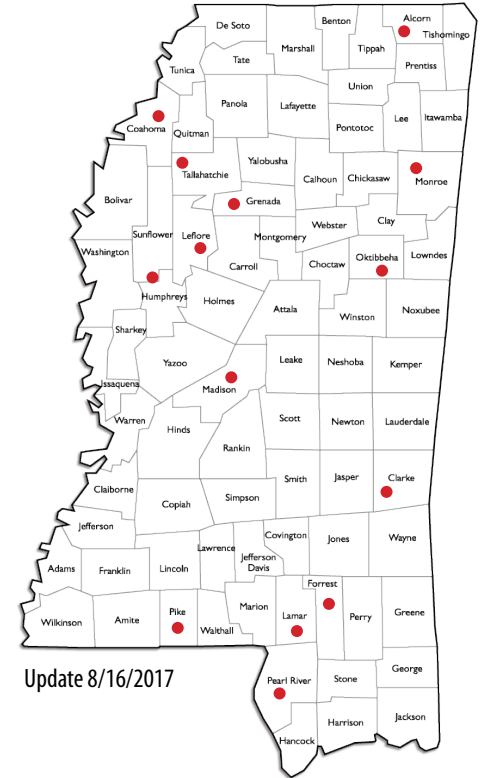 Benton
Alcorn
De Soto
Tishomingo
Marshall
Tippah
Tate
Prentiss
Tunica
Union
Panola
Lafayette
Lee
Itawamba
Coahoma
Quitman
Pontotoc
Yalobusha
Tallahatchie
Calhoun
Chickasaw
Monroe
Bolivar
Grenada
Clay
Webster
Sunflower
Leflore
Montgomery
Washington
Carroll
Choctaw
Oktibbeha
Lowndes
Humphreys
Holmes
Attala
Winston
Noxubee
Sharkey
Yazoo
Leake
Neshoba
Kemper
Issaquena
Madison
Warren
Hinds
Scott
Newton
Lauderdale
Rankin
Smith
Jasper
Clarke
Claiborne
Copiah
Simpson
Jefferson
Covington
Jones
Wayne
Lawrence
Jefferson
Davis
Adams
Franklin
Lincoln
Forrest
Wilkinson
Amite
Pike
Walthall
Marion
Lamar
Perry
Greene
George
Update 8/16/2017
Pearl River
Stone
Jackson
Harrison
Hancock